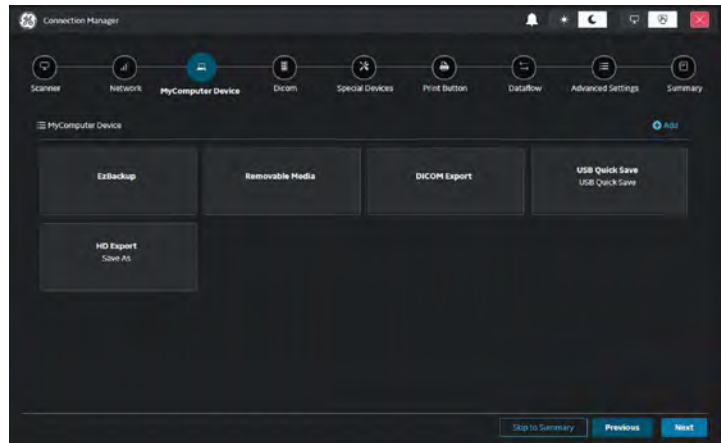 Connection Manager
Scanner
Network
MyComputer Device
Dicom
Special Devices
Print Button
Dataflow
Advanced Settings
Summary
MyComputer Device
Add
EzBackup
Removable Media
DICOM Export
USB Quick Save
USB Quick Save
HD Export
Save As
Skip to Summary
Previous
Next